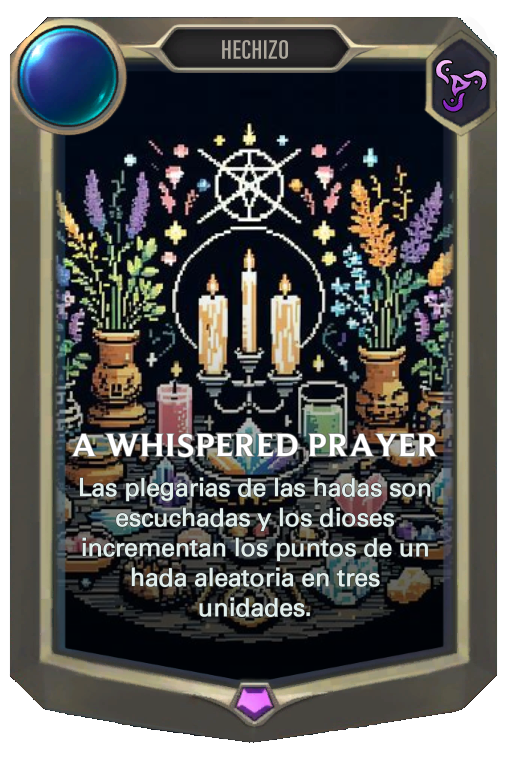 HECHIZO
A WHISPERED PRAYER
Las plegarias de las hadas son
escuchadas y los dioses
incrementan los puntos de un
hada aleatoria en tres
unidades.